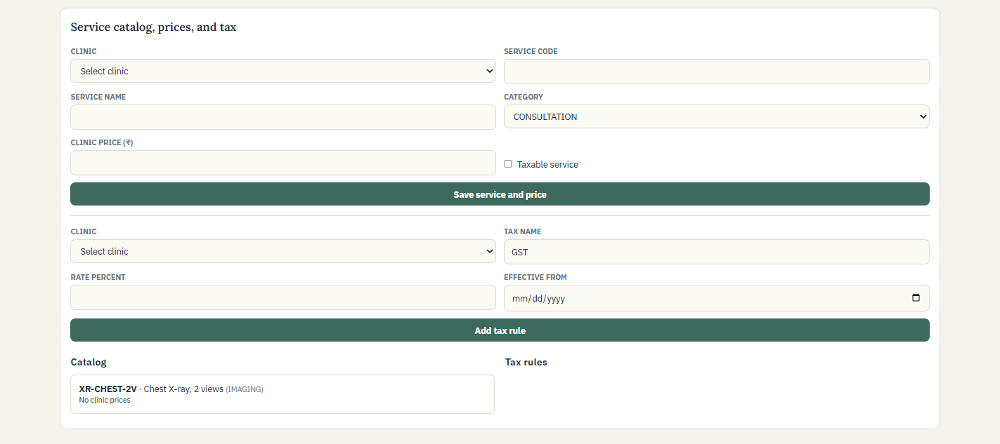 Service catalog, prices, and tax
CLINIC
SERVICE CODE
Select clinic
SERVICE NAME
CATEGORY
CONSULTATION
CLINIC PRICE (₹)
Taxable service
Save service and price
CLINIC
TAX NAME
Select clinic
GST
RATE PERCENT
EFFECTIVE FROM
mm/dd/yyyy
Add tax rule
Catalog
Tax rules
XR-CHEST-2V · Chest X-ray, 2 views (IMAGING)
No clinic prices